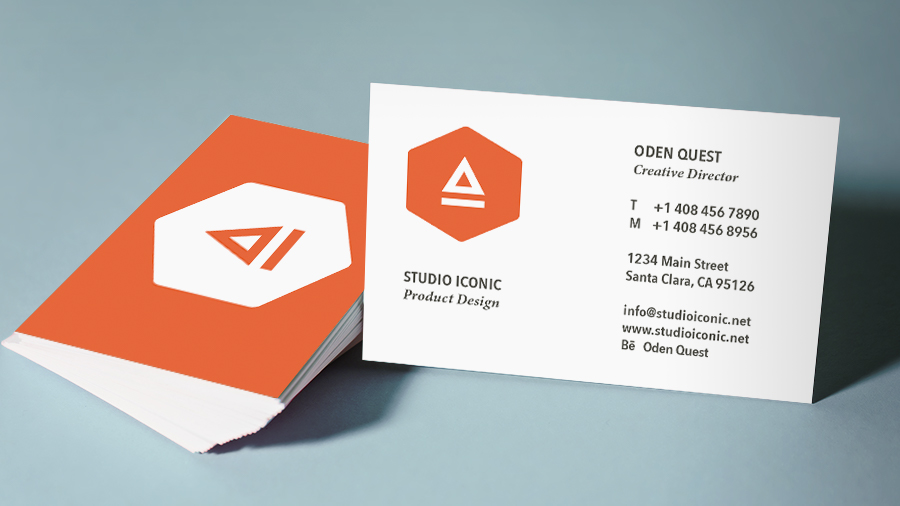 STUDIO ICONIC
Product Design
ODEN QUEST
Creative Director
T +1 408 456 7890
M +1 408 456 8956
1234 Main Street
Santa Clara, CA 95126
info@studioiconic.net
www.studioiconic.net
Bē Oden Quest